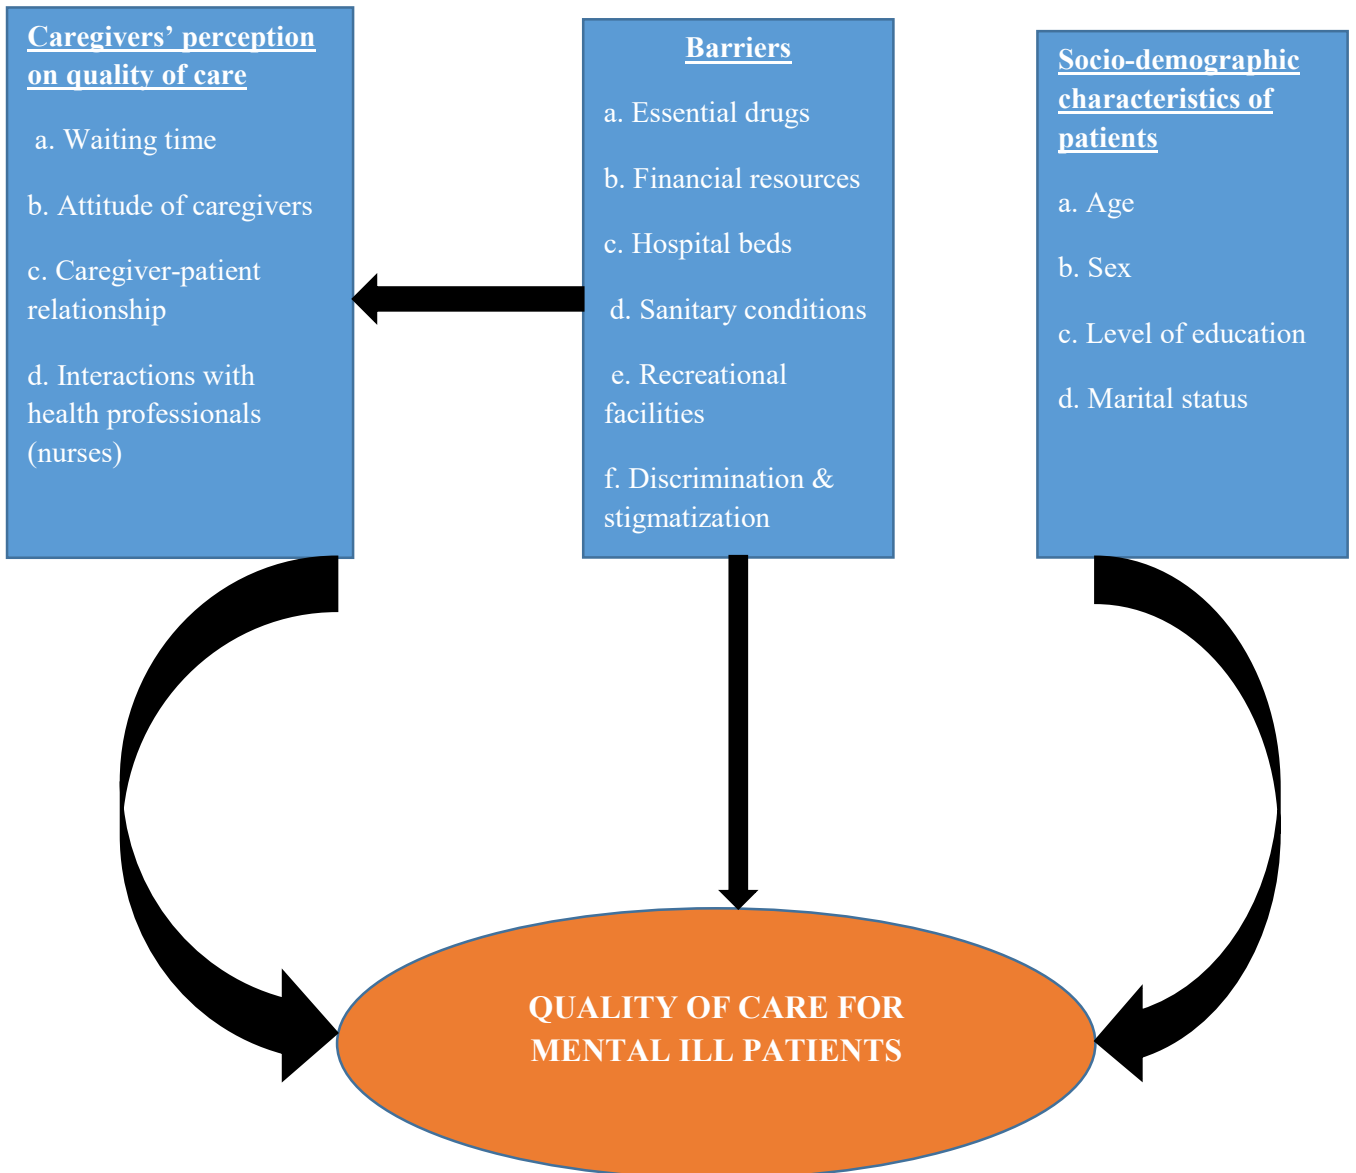 Caregivers’ perception
on quality of care
a. Waiting time
b. Attitude of caregivers
c. Caregiver-patient
relationship
d. Interactions with
health professionals
(nurses)
Barriers
a. Essential drugs
b. Financial resources
c. Hospital beds
d. Sanitary conditions
e. Recreational
facilities
f. Discrimination &
stigmatization
Socio-demographic
characteristics of
patients
a. Age
b. Sex
c. Level of education
d. Marital status
QUALITY OF CARE FOR
MENTAL ILL PATIENTS